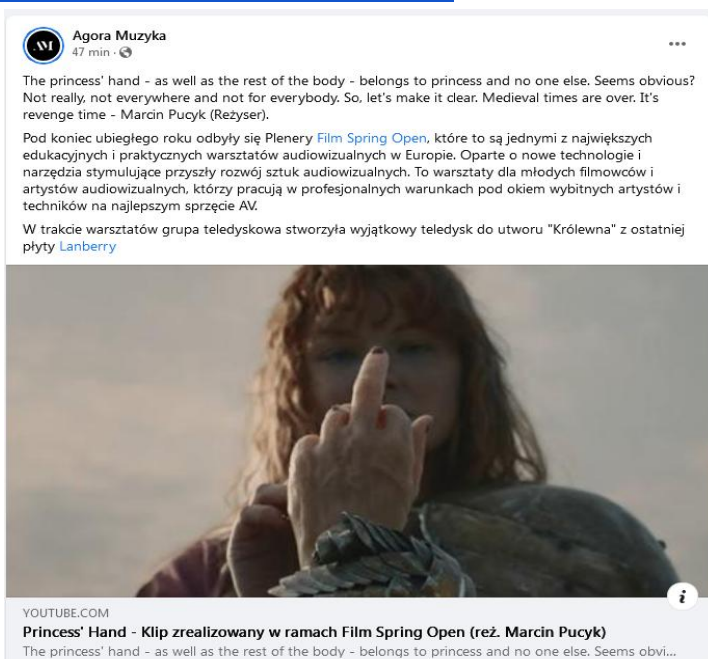 AM
Agora Muzyka
47 min ·
The princess' hand - as well as the rest of the body - belongs to princess and no one else. Seems obvious?
Not really, not everywhere and not for everybody. So, let's make it clear. Medieval times are over. It's
revenge time - Marcin Pucyk (Reżyser).
Pod koniec ubiegłego roku odbyły się Plenery Film Spring Open, które to są jednymi z największych
edukacyjnych i praktycznych warsztatów audiowizualnych w Europie. Oparte o nowe technologie i
narzędzia stymulujące przyszły rozwój sztuk audiowizualnych. To warsztaty dla młodych filmowców i
artystów audiowizualnych, którzy pracują w profesjonalnych warunkach pod okiem wybitnych artystów i
techników na najlepszym sprzęcie AV.
W trakcie warsztatów grupa teledyskowa stworzyła wyjątkowy teledysk do utworu "Królewna" z ostatniej
płyty Lanberry
i
YOUTUBE.COM
Princess' Hand - Klip zrealizowany w ramach Film Spring Open (reż. Marcin Pucyk)
The princess' hand - as well as the rest of the body - belongs to princess and no one else. Seems obvi...